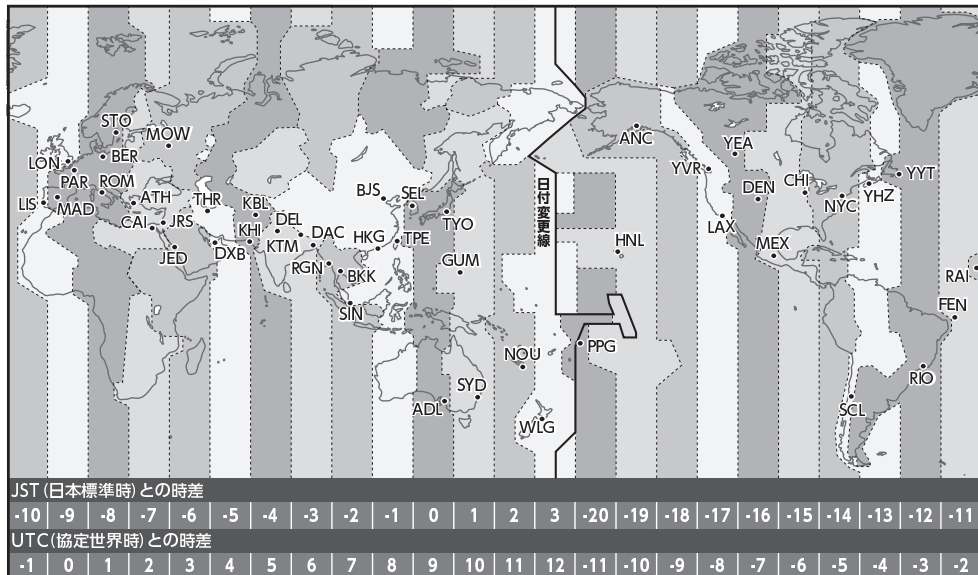 STO
MOW
LON
BER
YEA
ANC
PAR
ROM
YVR
YYT
LIS
MAD
ATH
THR
KBL
BJS
SEL
DEN
CHI
NYC
YHZ
CAI
JRS
DEL
DAC
KHI
HKG
TPE
TYO
日付変更線
HNL
LAX
JED
DXB
KTM
MEX
RGN
BKK
GUM
RAI
SIN
FEN
NOU
PPG
SYD
RIO
ADL
WLG
SCL
JST(日本標準時)との時差
-10 -9 -8 -7 -6 -5 -4 -3 -2 -1 0 1 2 3 -20 -19 -18 -17 -16 -15 -14 -13 -12 -11
UTC(協定世界時)との時差
-1 0 1 2 3 4 5 6 7 8 9 10 11 12 -11 -10 -9 -8 -7 -6 -5 -4 -3 -2